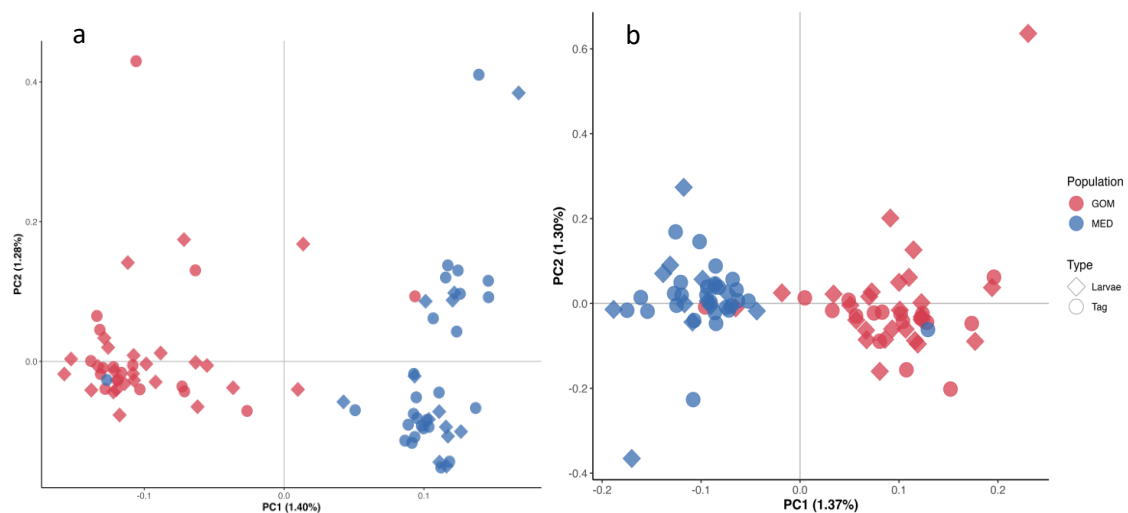 a
0.4
0.2
0.0
-0.1
0.0
0.1
PC1 (1.40%)
PC2 (1.28%)
b
0.6
0.4
0.2
0.0
-0.2
-0.4
-0.2
-0.1
0.0
0.1
0.2
PC1 (1.37%)
PC2 (1.30%)
Population
GOM
MED
Type
Larvae
Tag